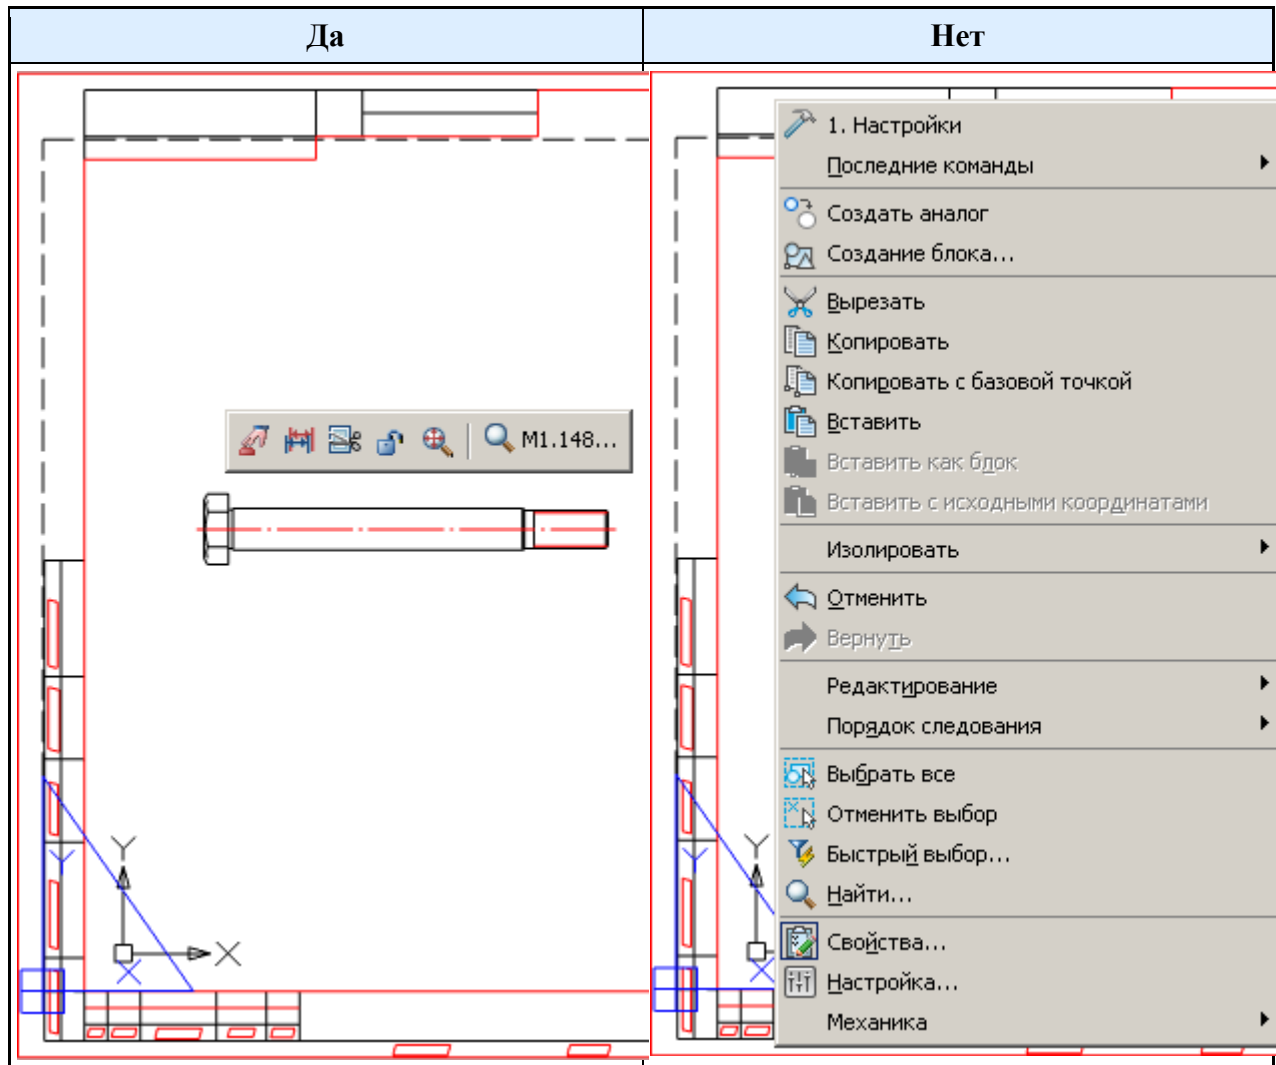 Да
Нет
М1.148...
Y
Y
X
X
1. Настройки
Последние команды
Создать аналог
Создание блока...
Вырезать
Копировать
Копировать с базовой точкой
Вставить
Вставить как блок
Вставить с исходными координатами
Изолировать
Отменить
Вернуть
Редактирование
Порядок следования
Выбрать все
Отменить выбор
Быстрый выбор...
Найти...
Свойства...
Настройка...
Механика
Y
Y
X